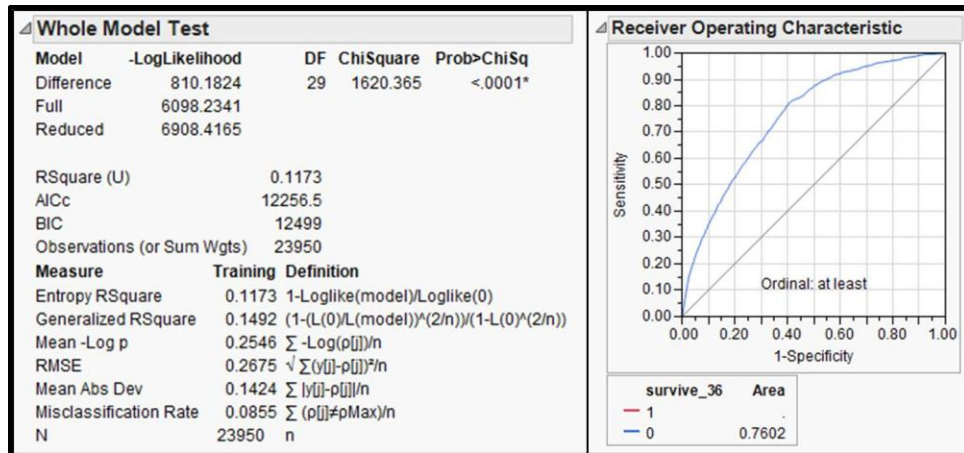 Whole Model Test
Model -LogLikelihood DF ChiSquare Prob>ChiSq
Difference 810.1824 29 1620.365 <.0001*
Full 6098.2341
Reduced 6908.4165
RSquare (U) 0.1173
AICc 12256.5
BIC 12499
Observations (or Sum Wgts) 23950
Measure Training Definition
Entropy RSquare 0.1173 1-Loglike(model)/Loglike(0)
Generalized RSquare 0.1492 (1-(L(0)/L(model))^(2/n))/(1-L(0)^(2/n))
Mean -Log p 0.2546 ∑ -Log(ρ[j])/n
RMSE 0.2675 √ ∑(y[j]-ρ[j])²/n
Mean Abs Dev 0.1424 ∑ |y[j]-ρ[j]|/n
Misclassification Rate 0.0855 ∑ (ρ[j]≠ρMax)/n
N 23950 n
Receiver Operating Characteristic
1.00
0.90
0.80
0.70
0.60
0.50
0.40
0.30
0.20
0.10
0.00
Sensitivity
Ordinal: at least
0.00 0.20 0.40 0.60 0.80 1.00
1-Specificity
survive_36 Area
1 .
0 0.7602